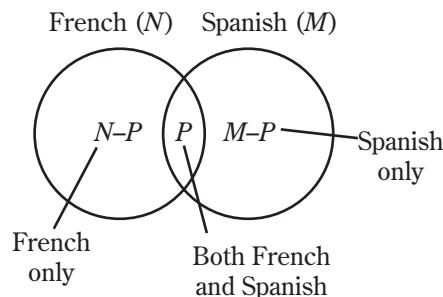 French (N) Spanish (M)
N–P P M–P
Spanish
only
French
only
Both French
and Spanish